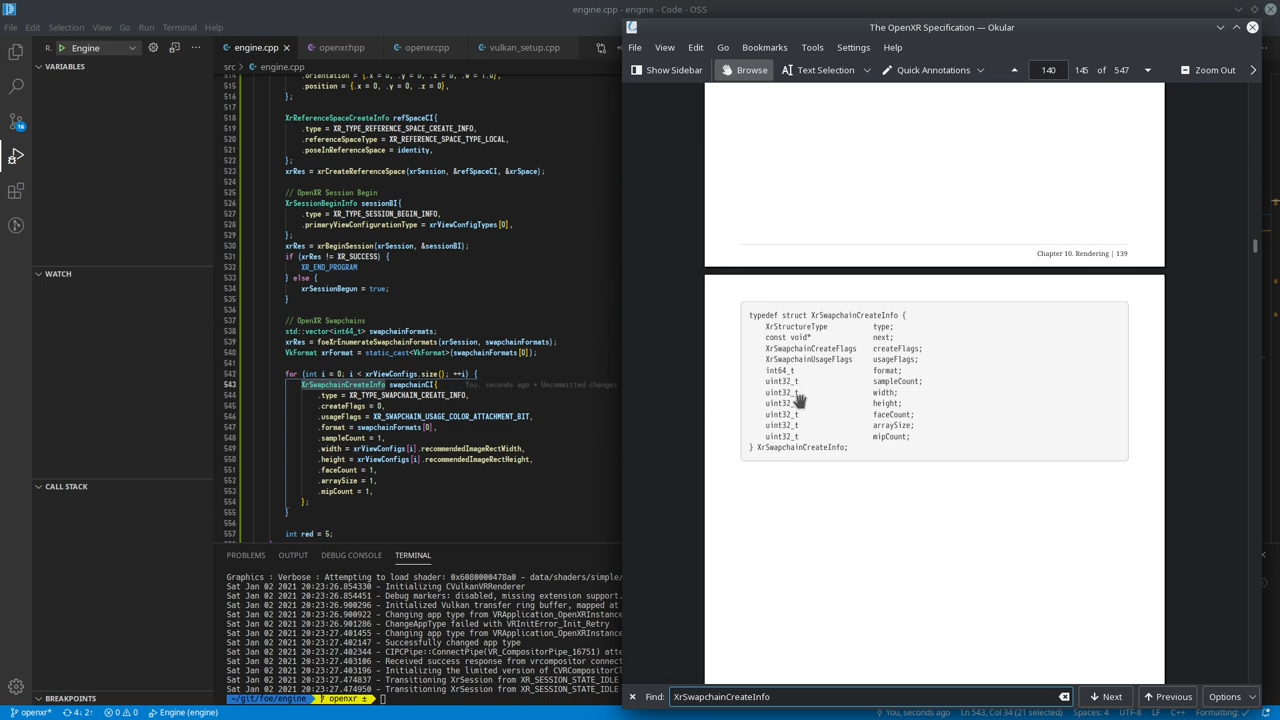 engine.cpp - engine - Code - OSS
File Edit Selection View Go Run Terminal Help
R. Engine
engine.cpp
openxr.hpp
openxr.cpp
vulkan_setup.cpp
VARIABLES
src > engine.cpp
515 .position = {.x = 0, .y = 0, .z = 0},
516 };
517
518 XrReferenceSpaceCreateInfo refSpaceCI{
519 .type = XR_TYPE_REFERENCE_SPACE_CREATE_INFO,
520 .referenceSpaceType = XR_REFERENCE_SPACE_TYPE_LOCAL,
521 .poseInReferenceSpace = identity,
522 };
523 xrRes = xrCreateReferenceSpace(xrSession, &refSpaceCI, &xrSpace);
524
525 // OpenXR Session Begin
526 XrSessionBeginInfo sessionBI{
527 .type = XR_TYPE_SESSION_BEGIN_INFO,
528 .primaryViewConfigurationType = xrViewConfigTypes[0],
529 };
530 xrRes = xrBeginSession(xrSession, &sessionBI);
531 if (xrRes != XR_SUCCESS) {
532 XR_END_PROGRAM
533 } else {
534 xrSessionBegun = true;
535 }
536
537 // OpenXR Swapchains
538 std::vector<int64_t> swapchainFormats;
539 xrRes = foeXrEnumerateSwapchainFormats(xrSession, swapchainFormats);
540 VkFormat xrFormat = static_cast<VkFormat>(swapchainFormats[0]);
541
542 for (int i = 0; i < xrViewConfigs.size(); ++i) {
543 XrSwapchainCreateInfo swapchainCI{ You, seconds ago • Uncommitted changes
544 .type = XR_TYPE_SWAPCHAIN_CREATE_INFO,
545 .createFlags = 0,
546 .usageFlags = XR_SWAPCHAIN_USAGE_COLOR_ATTACHMENT_BIT,
547 .format = swapchainFormats[0],
548 .sampleCount = 1,
549 .width = xrViewConfigs[i].recommendedImageRectWidth,
550 .height = xrViewConfigs[i].recommendedImageRectHeight,
551 .faceCount = 1,
552 .arraySize = 1,
553 .mipCount = 1,
554 };
555 }
556
557 int red = 5;
WATCH
CALL STACK
BREAKPOINTS
PROBLEMS OUTPUT DEBUG CONSOLE TERMINAL
Graphics : Verbose : Attempting to load shader: 0x6080000478a0 - data/shaders/simple/
Sat Jan 02 2021 20:23:26.854330 - Initializing CVulkanVRRenderer
Sat Jan 02 2021 20:23:26.854451 - Debug markers: disabled, missing extension support.
Sat Jan 02 2021 20:23:26.900296 - Initialized Vulkan transfer ring buffer, mapped at
Sat Jan 02 2021 20:23:26.900922 - Changing app type from VRApplication_OpenXRInstance
Sat Jan 02 2021 20:23:26.901286 - ChangeAppType failed with VRInitError_Init_Retry
Sat Jan 02 2021 20:23:27.401455 - Changing app type from VRApplication_OpenXRInstance
Sat Jan 02 2021 20:23:27.402147 - Successfully changed app type
Sat Jan 02 2021 20:23:27.402344 - CIPCPipe::ConnectPipe(VR_CompositorPipe_16751) atte
Sat Jan 02 2021 20:23:27.403106 - Received success response from vrcompositor connect
Sat Jan 02 2021 20:23:27.403196 - Initializing the limited version of CVRCompositorCl
Sat Jan 02 2021 20:23:27.474837 - Transitioning XrSession from XR_SESSION_STATE_IDLE
Sat Jan 02 2021 20:23:27.474950 - Transitioning XrSession from XR_SESSION_STATE_IDLE
~/git/foe/engine openxr ±
16
openxr* 4↓ 2↑ 0 0 Engine (engine)
You, seconds ago Ln 543, Col 34 (21 selected) Spaces: 4 UTF-8 LF C++ Formatting: ✓
The OpenXR Specification — Okular
File View Edit Go Bookmarks Tools Settings Help
Show Sidebar Browse Text Selection Quick Annotations 140 145 of 547 Zoom Out
Chapter 10. Rendering | 139
typedef struct XrSwapchainCreateInfo {
XrStructureType type;
const void* next;
XrSwapchainCreateFlags createFlags;
XrSwapchainUsageFlags usageFlags;
int64_t format;
uint32_t sampleCount;
uint32_t width;
uint32_t height;
uint32_t faceCount;
uint32_t arraySize;
uint32_t mipCount;
} XrSwapchainCreateInfo;
Find: XrSwapchainCreateInfo Next Previous Options